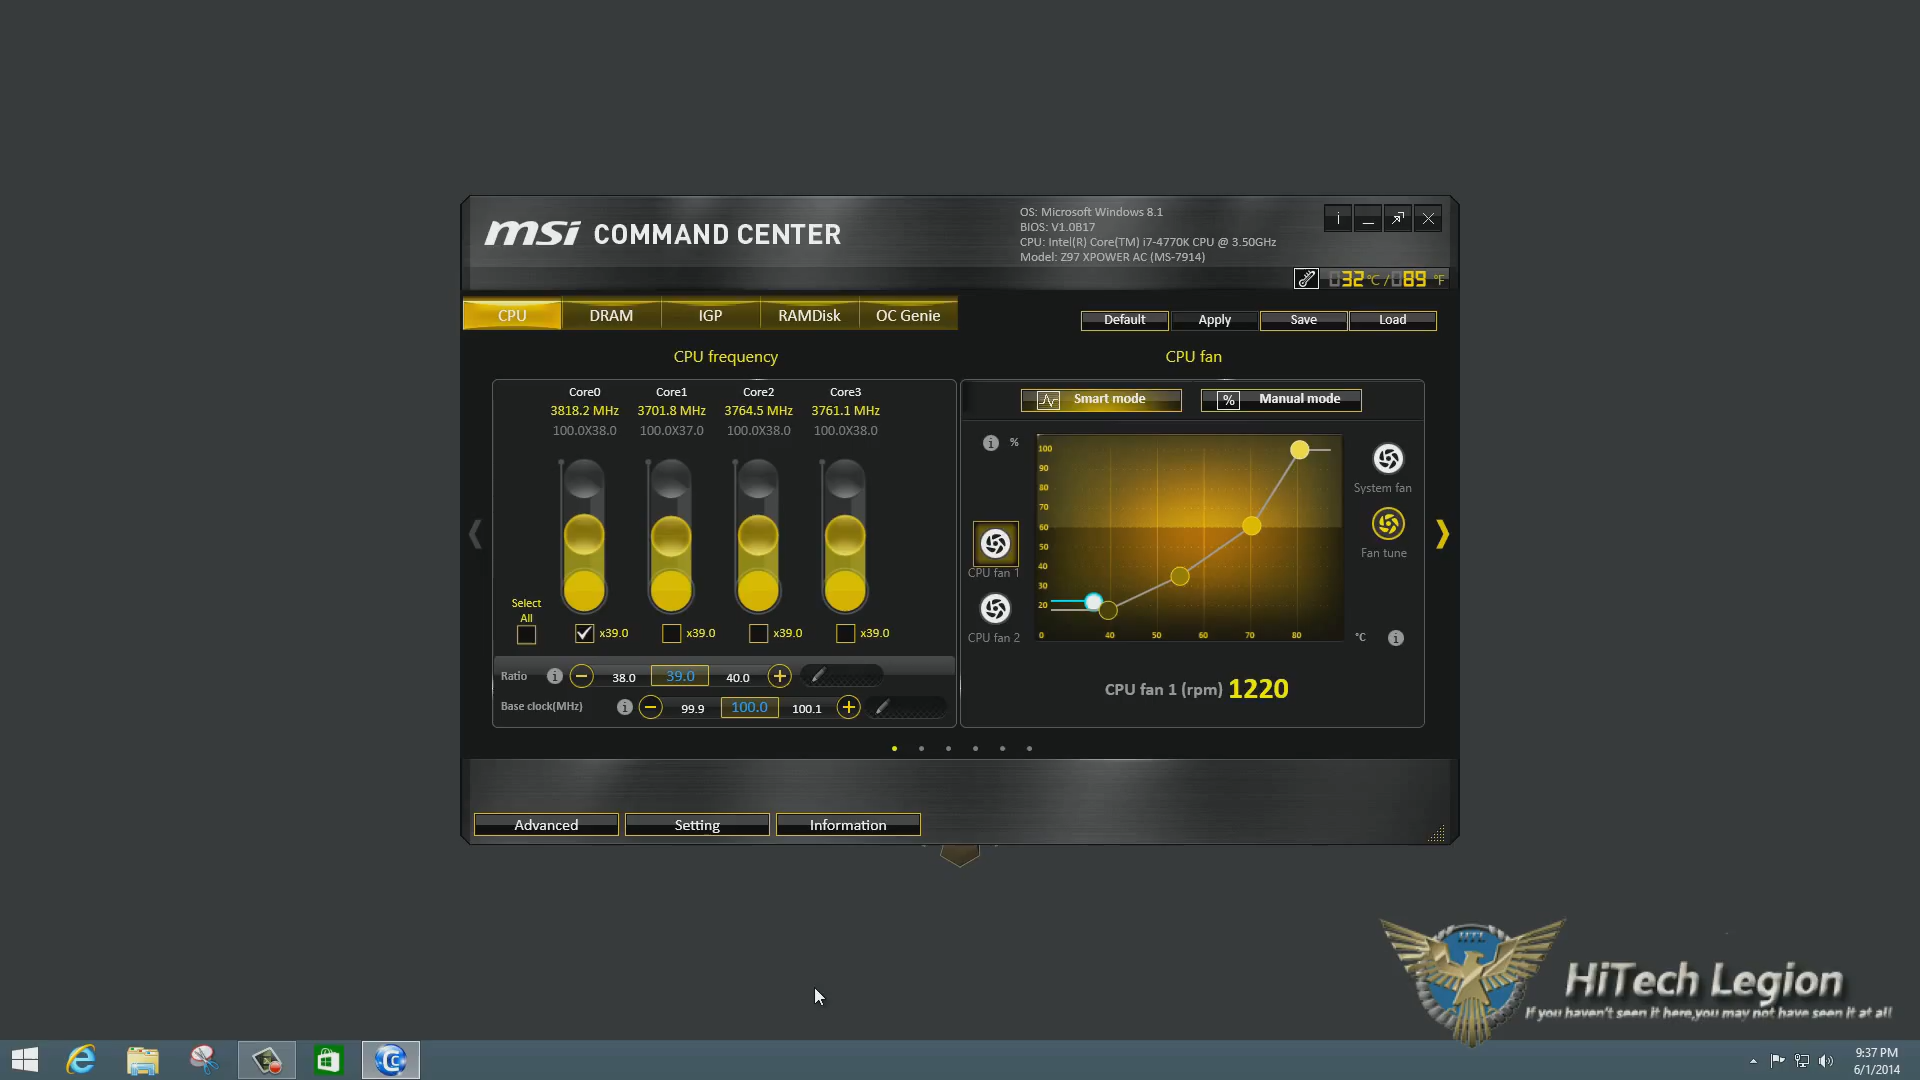 msi COMMAND CENTER
OS: Microsoft Windows 8.1
BIOS: V1.0B17
CPU: Intel(R) Core(TM) i7-4770K CPU @ 3.50GHz
Model: Z97 XPOWER AC (MS-7914)
32 °C / 89 °F
CPU DRAM IGP RAMDisk OC Genie
Default Apply Save Load
CPU frequency
Core0 Core1 Core2 Core3
3818.2 MHz 3701.8 MHz 3764.5 MHz 3761.1 MHz
100.0X38.0 100.0X37.0 100.0X38.0 100.0X38.0
Select
All
x39.0 x39.0 x39.0 x39.0
Ratio 38.0 39.0 40.0
Base clock(MHz) 99.9 100.0 100.1
CPU fan
Smart mode % Manual mode
%
100
90
80
70
60
50
40
30
20
0 40 50 60 70 80 °C
CPU fan 1
CPU fan 2
System fan
Fan tune
CPU fan 1 (rpm) 1220
Advanced Setting Information
HTL
HiTech Legion
If you haven't seen it here,you may not have seen it at all
9:37 PM
6/1/2014